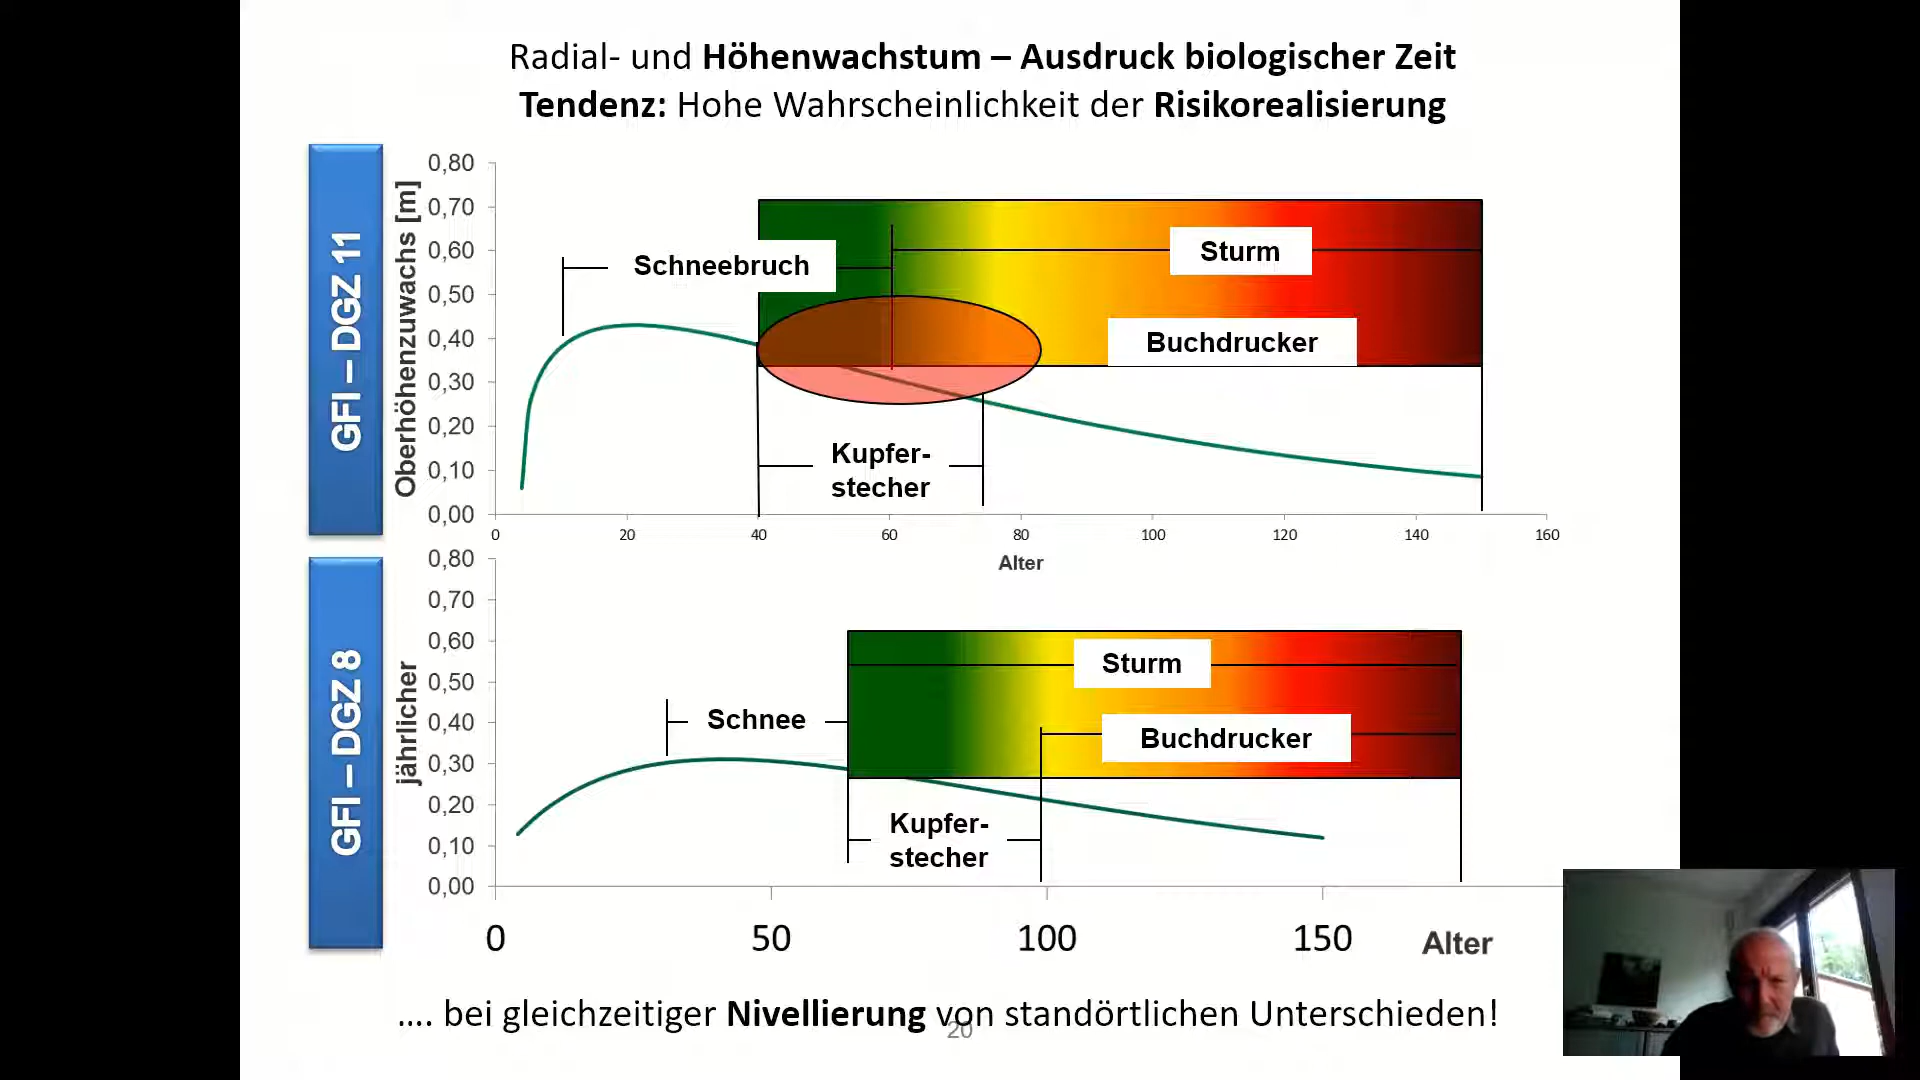 Radial- und Höhenwachstum – Ausdruck biologischer Zeit
Tendenz: Hohe Wahrscheinlichkeit der Risikorealisierung
GFI – DGZ 11
Oberhöhenzuwachs [m]
0,80
0,70
0,60
0,50
0,40
0,30
0,20
0,10
0,00
Schneebruch
Sturm
Buchdrucker
Kupfer-
stecher
0 20 40 60 80 100 120 140 160
Alter
GFI – DGZ 8
jährlicher
0,80
0,70
0,60
0,50
0,40
0,30
0,20
0,10
0,00
Sturm
Schnee
Buchdrucker
Kupfer-
stecher
0 50 100 150 Alter
.... bei gleichzeitiger Nivellierung von standörtlichen Unterschieden!
20